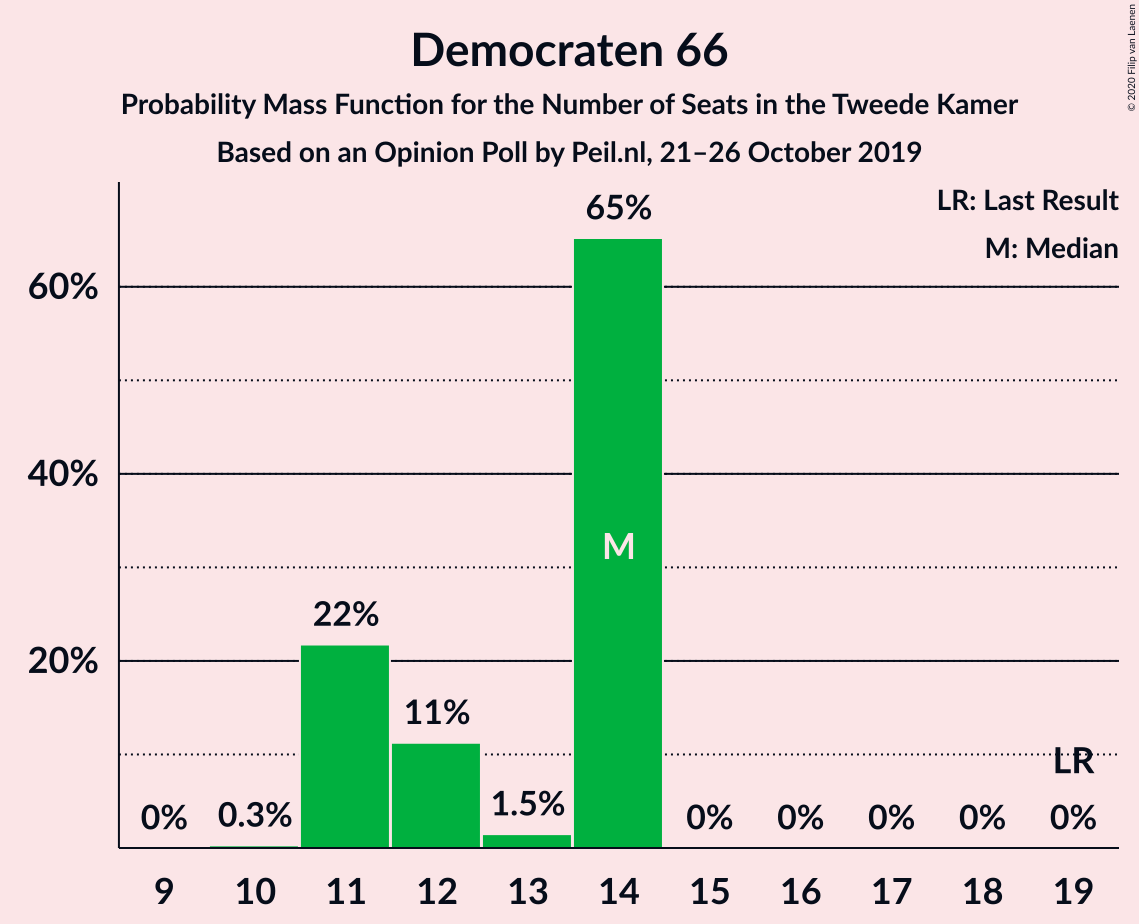 Democraten 66
Probability Mass Function for the Number of Seats in the Tweede Kamer
Based on an Opinion Poll by Peil.nl, 21–26 October 2019
© 2020 Filip van Laenen
LR: Last Result
M: Median
65%
60%
40%
M
22%
20%
11%
LR
0% 0.3% 1.5% 0% 0% 0% 0% 0%
9 10 11 12 13 14 15 16 17 18 19